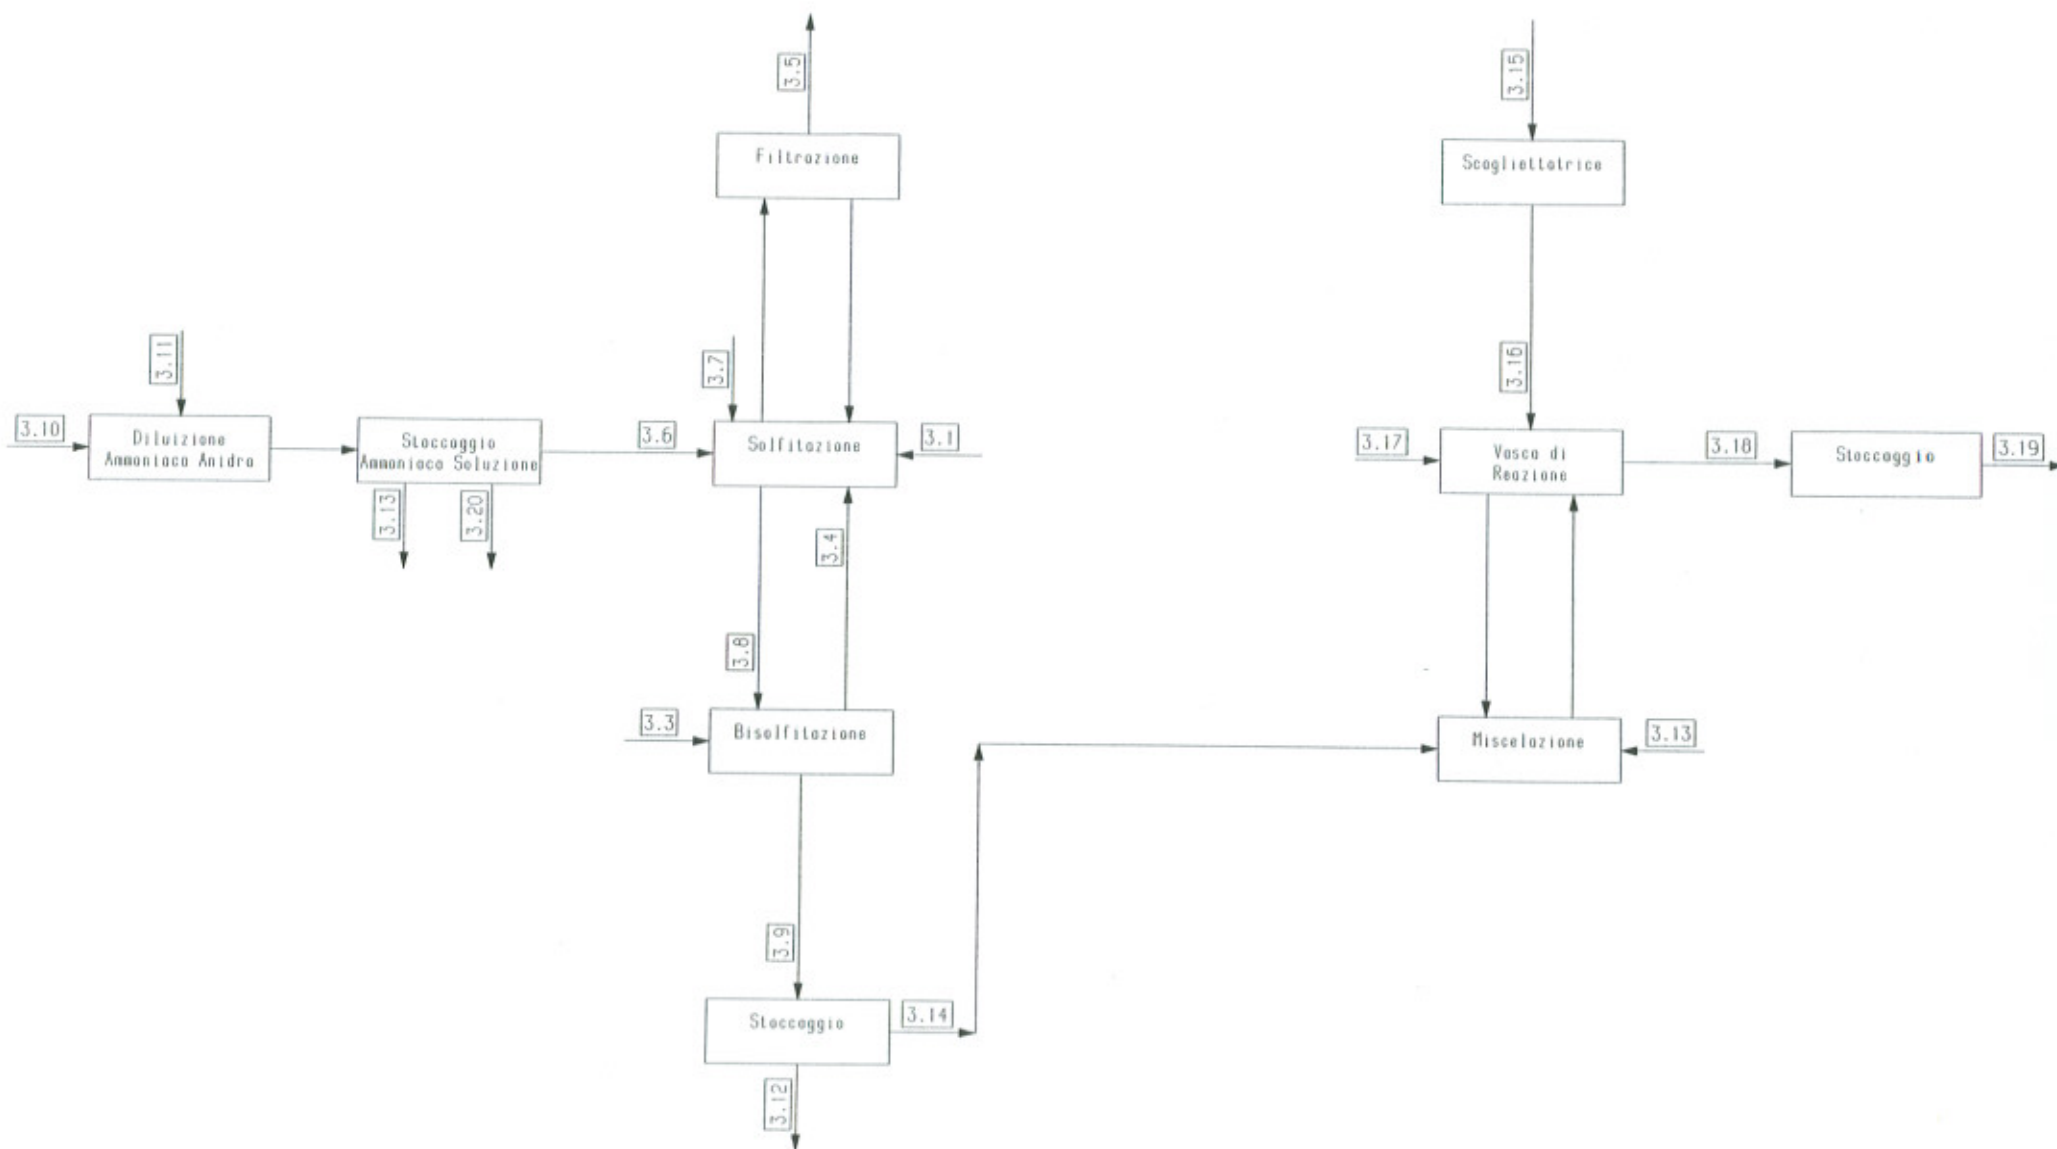 3.5
Filtrazione
3.15
Scagliettatrice
3.11
3.7
3.16
3.10
Diluizione
Ammoniaca Anidra
Stoccaggio
Ammoniaca Soluzione
3.6
Solfitazione
3.1
3.17
Vasca di
Reazione
3.18
Stoccaggio
3.19
3.13
3.20
3.4
3.8
3.3
Bisolfitazione
Miscelazione
3.13
3.9
Stoccaggio
3.14
3.12